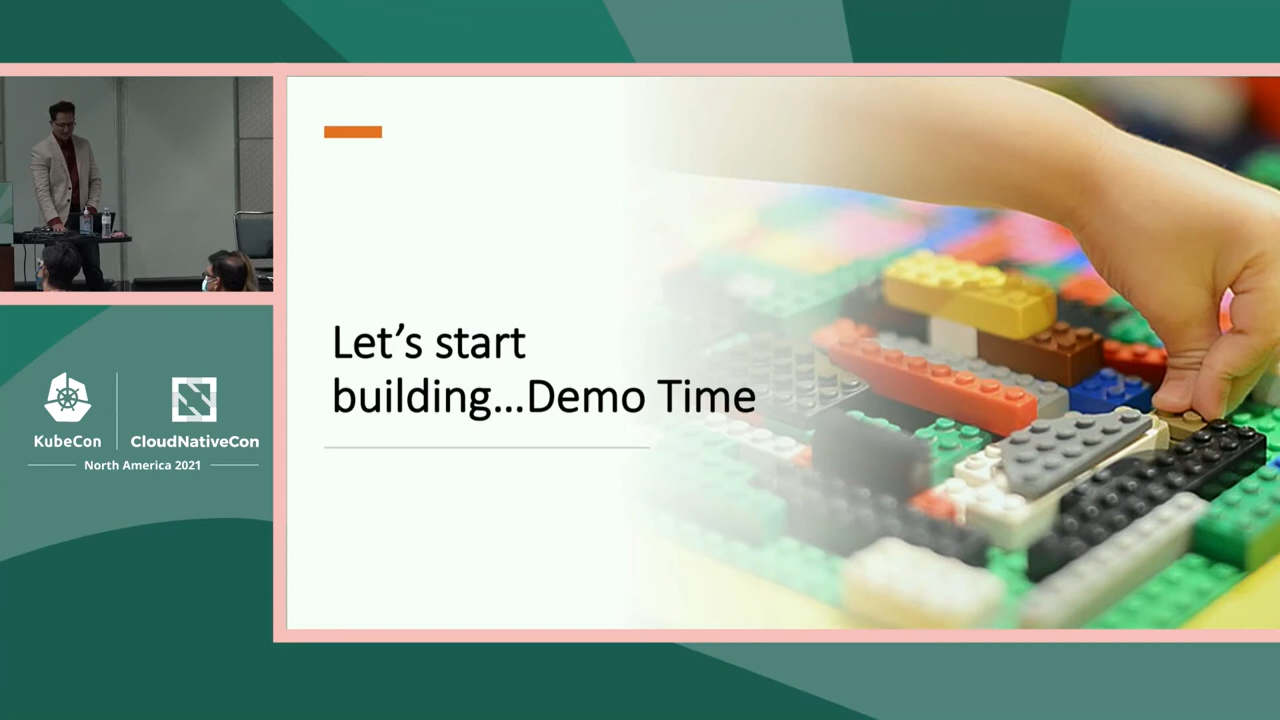 Let's start
building...Demo Time
KubeCon
CloudNativeCon
North America 2021